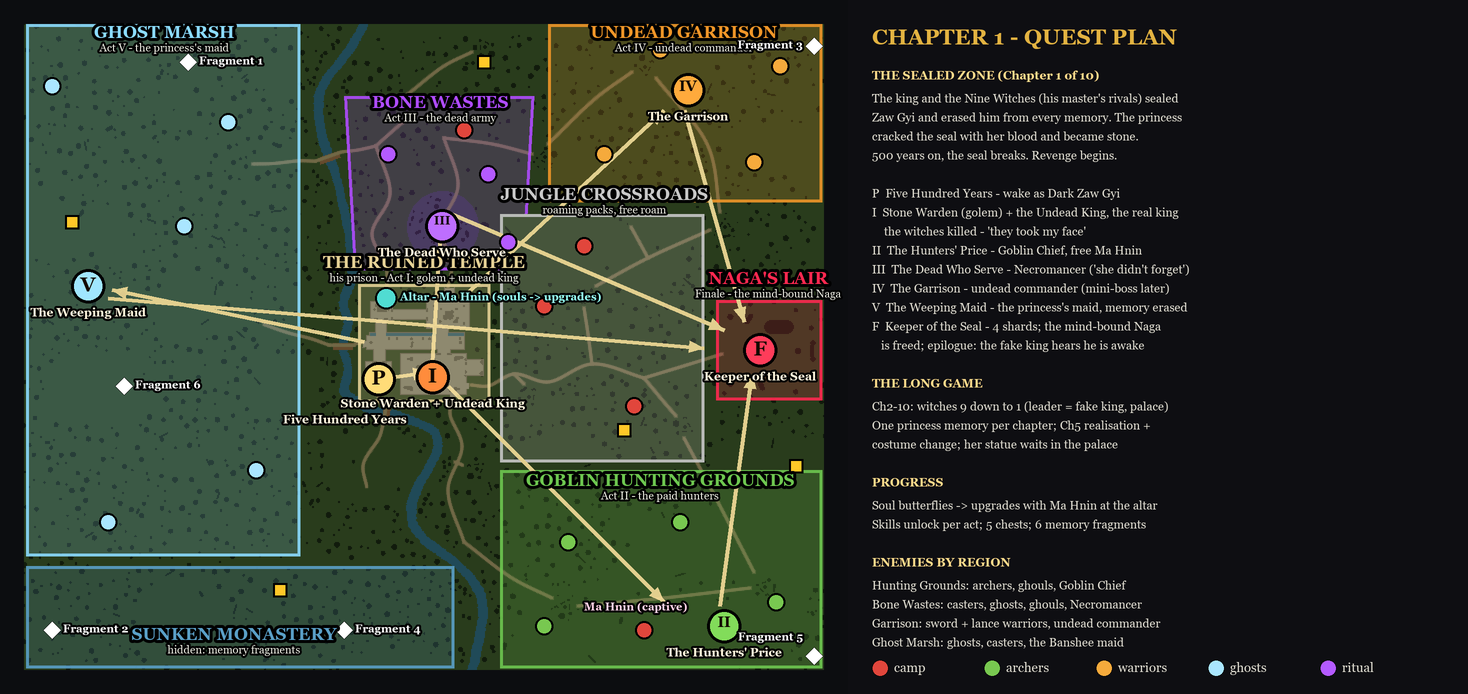 GHOST MARSH
Act V - the princess's maid
Fragment 1
UNDEAD GARRISON
Act IV - undead comman
Fragment 3
IV
The Garrison
BONE WASTES
Act III - the dead army
III
The Dead Who Serve
JUNGLE CROSSROADS
roaming packs, free roam
THE RUINED TEMPLE
his prison - Act I: golem + undead king
Altar - Ma Hnin (souls -> upgrades)
NAGA'S LAIR
Finale - the mind-bound Naga
V
The Weeping Maid
F
Keeper of the Seal
P
I
Stone Warden + Undead King
Five Hundred Years
Fragment 6
GOBLIN HUNTING GROUNDS
Act II - the paid hunters
Ma Hnin (captive)
II
Fragment 5
The Hunters' Price
Fragment 2
SUNKEN MONASTERY
Fragment 4
hidden: memory fragments
CHAPTER 1 - QUEST PLAN
THE SEALED ZONE (Chapter 1 of 10)
The king and the Nine Witches (his master's rivals) sealed
Zaw Gyi and erased him from every memory. The princess
cracked the seal with her blood and became stone.
500 years on, the seal breaks. Revenge begins.
P Five Hundred Years - wake as Dark Zaw Gyi
I Stone Warden (golem) + the Undead King, the real king
the witches killed - 'they took my face'
II The Hunters' Price - Goblin Chief, free Ma Hnin
III The Dead Who Serve - Necromancer ('she didn't forget')
IV The Garrison - undead commander (mini-boss later)
V The Weeping Maid - the princess's maid, memory erased
F Keeper of the Seal - 4 shards; the mind-bound Naga
is freed; epilogue: the fake king hears he is awake
THE LONG GAME
Ch2-10: witches 9 down to 1 (leader = fake king, palace)
One princess memory per chapter; Ch5 realisation +
costume change; her statue waits in the palace
PROGRESS
Soul butterflies -> upgrades with Ma Hnin at the altar
Skills unlock per act; 5 chests; 6 memory fragments
ENEMIES BY REGION
Hunting Grounds: archers, ghouls, Goblin Chief
Bone Wastes: casters, ghosts, ghouls, Necromancer
Garrison: sword + lance warriors, undead commander
Ghost Marsh: ghosts, casters, the Banshee maid
camp
archers
warriors
ghosts
ritual